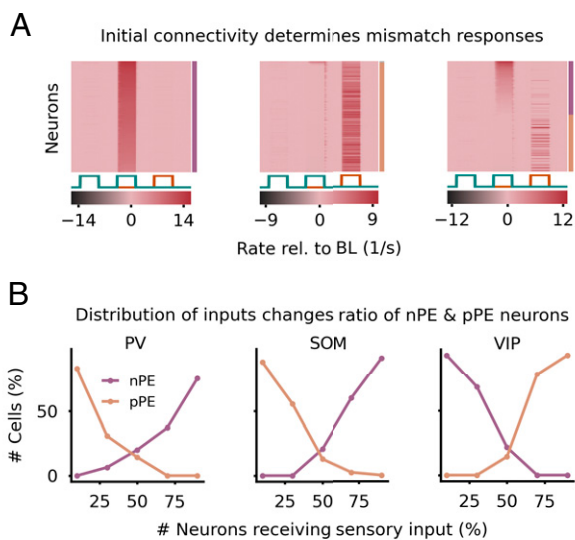 A
Initial connectivity determines mismatch responses
Neurons
−14 0 14
−9 0 9
−12 0 12
Rate rel. to BL (1/s)
B
Distribution of inputs changes ratio of nPE & pPE neurons
PV SOM VIP
nPE
pPE
# Cells (%)
50
0
25 50 75
25 50 75
25 50 75
# Neurons receiving sensory input (%)